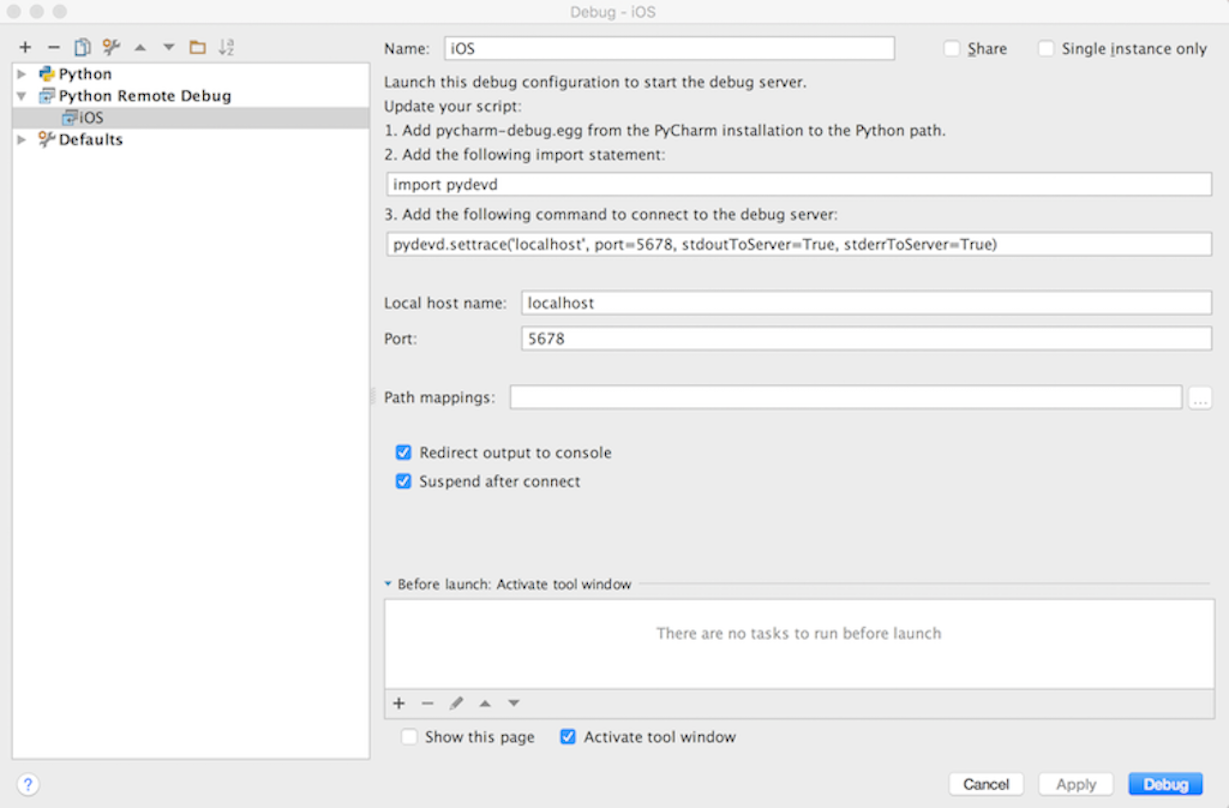 Debug - iOS
Name: iOS Share Single instance only
Python
Python Remote Debug
iOS
Defaults
Launch this debug configuration to start the debug server.
Update your script:
1. Add pycharm-debug.egg from the PyCharm installation to the Python path.
2. Add the following import statement:
import pydevd
3. Add the following command to connect to the debug server:
pydevd.settrace('localhost', port=5678, stdoutToServer=True, stderrToServer=True)
Local host name: localhost
Port: 5678
Path mappings: ...
Redirect output to console
Suspend after connect
Before launch: Activate tool window
There are no tasks to run before launch
Show this page Activate tool window
? Cancel Apply Debug